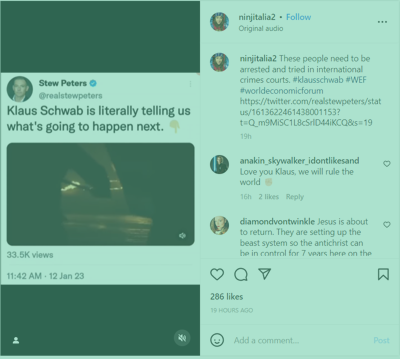 ninjitalia2 • Follow
Original audio
Stew Peters
@realstewpeters
Klaus Schwab is literally telling us
what's going to happen next. 👇
33.5K views
11:42 AM · 12 Jan 23
ninjitalia2 These people need to be
arrested and tried in international
crimes courts. #klausschwab #WEF
#worldeconomicforum
https://twitter.com/realstewpeters/stat
us/1613622461438001153?
t=Q_m9MiSC1L8cSrlD44iKCQ&s=19
19h
anakin_skywalker_idontlikesand
Love you Klaus, we will rule the
world
16h 2 likes Reply
diamondvontwinkle Jesus is about
to return. They are setting up the
beast system so the antichrist can
be in control for 7 years here on the
286 likes
19 HOURS AGO
Add a comment...
Post